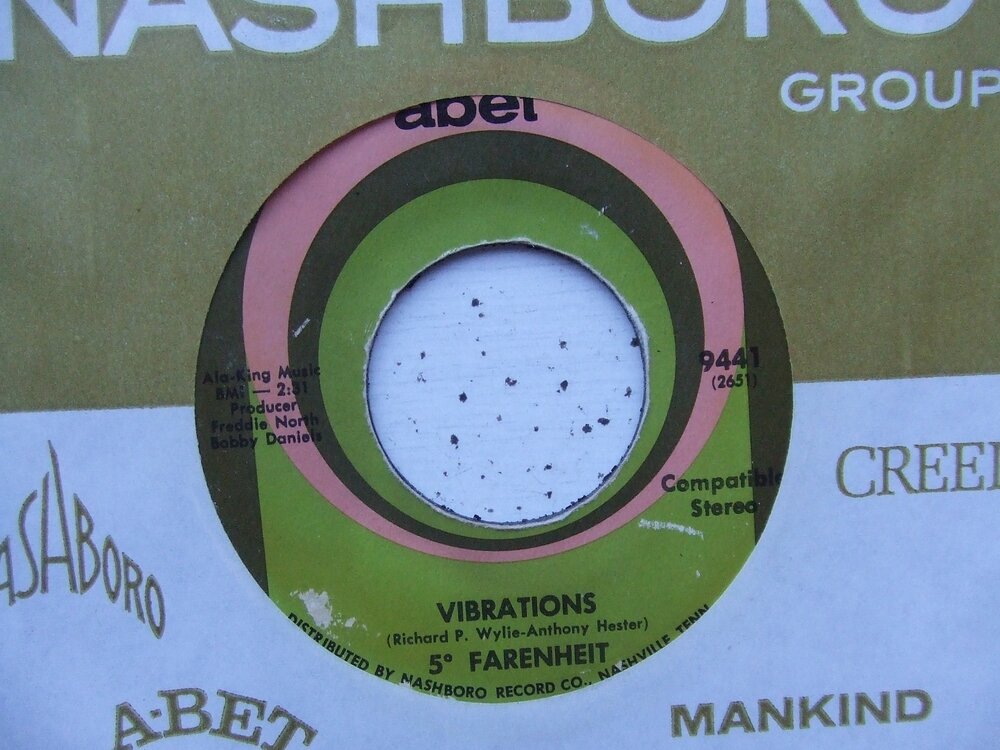 NASHBORO
GROUP
abet
Ala-King Music
BMI — 2:31
Producer
Freddie North
Bobby Daniels
9441
(2651)
Compatible
Stereo
VIBRATIONS
(Richard P. Wylie-Anthony Hester)
5° FARENHEIT
DISTRIBUTED BY NASHBORO RECORD CO., NASHVILLE, TENN
ASHBORO
CREED
A-BET
MANKIND